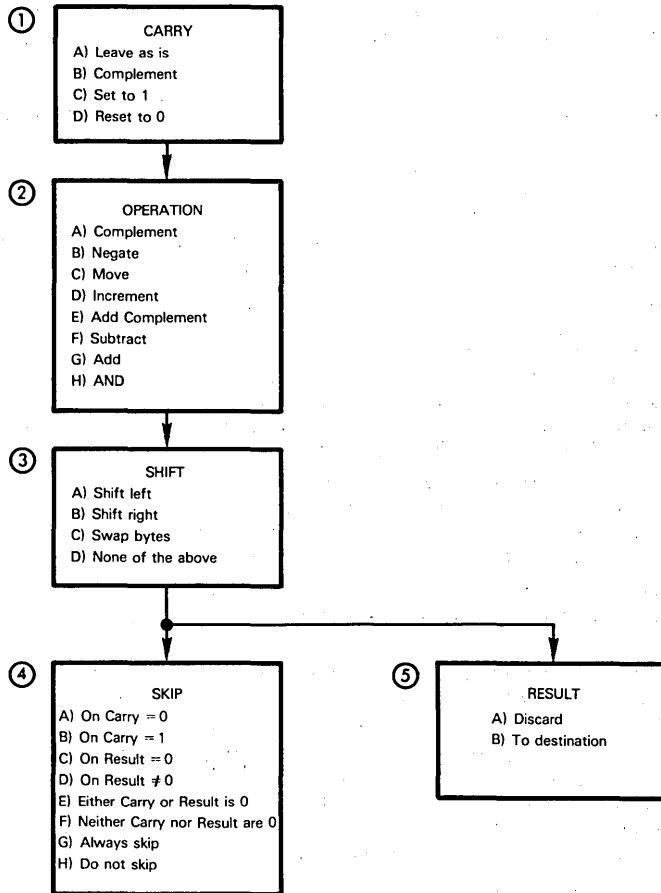 1
CARRY
A) Leave as is
B) Complement
C) Set to 1
D) Reset to 0
2
OPERATION
A) Complement
B) Negate
C) Move
D) Increment
E) Add Complement
F) Subtract
G) Add
H) AND
3
SHIFT
A) Shift left
B) Shift right
C) Swap bytes
D) None of the above
4
SKIP
A) On Carry = 0
B) On Carry = 1
C) On Result = 0
D) On Result ≠ 0
E) Either Carry or Result is 0
F) Neither Carry nor Result are 0
G) Always skip
H) Do not skip
5
RESULT
A) Discard
B) To destination